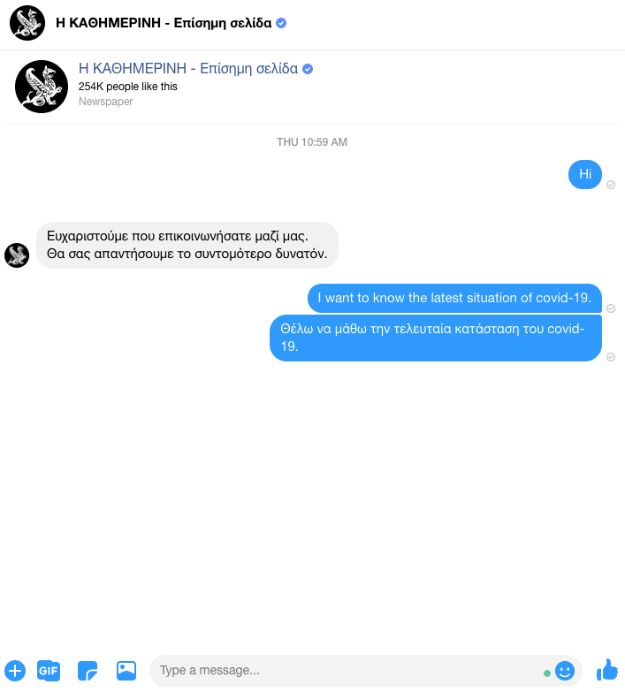 Η ΚΑΘΗΜΕΡΙΝΗ - Επίσημη σελίδα
Η ΚΑΘΗΜΕΡΙΝΗ - Επίσημη σελίδα
254K people like this
Newspaper
THU 10:59 AM
Hi
Ευχαριστούμε που επικοινωνήσατε μαζί μας.
Θα σας απαντήσουμε το συντομότερο δυνατόν.
I want to know the latest situation of covid-19.
Θέλω να μάθω την τελευταία κατάσταση του covid-
19.
GIF
Type a message...